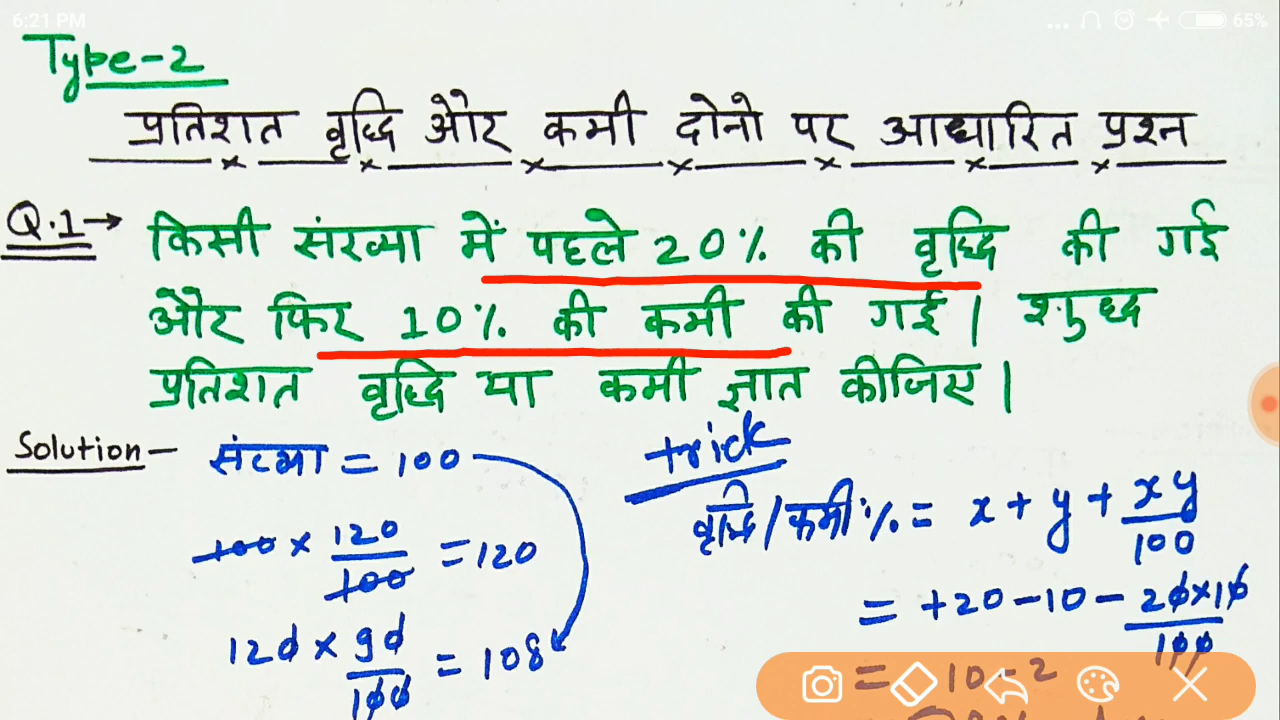 6:21 PM 65%
Type-2
प्रतिशत वृद्धि और कमी दोनो पर आधारित प्रश्न
Q.1→ किसी संख्या में पहले 20% की वृद्धि की गई
और फिर 10% की कमी की गई। शुद्ध
प्रतिशत वृद्धि या कमी ज्ञात कीजिए।
Solution- संख्या = 100
100 × 120/100 = 120
120 × 90/100 = 108
trick
वृद्धि/कमी% = x + y + xy/100
= +20-10-20×10/100
= 10-2